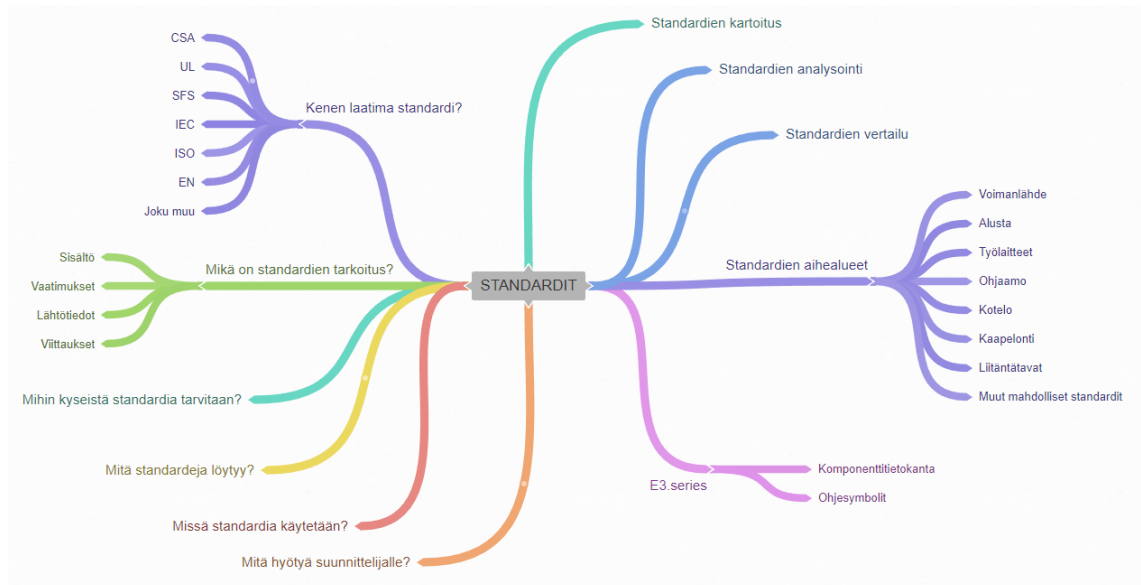 Standardien kartoitus
Standardien analysointi
Standardien vertailu
Standardien aihealueet
Voimanlähde
Alusta
Työlaitteet
Ohjaamo
Kotelo
Kaapelonti
Liitäntätavat
Muut mahdolliset standardit
E3.series
Komponenttitietokanta
Ohjesymbolit
STANDARDIT
Kenen laatima standardi?
CSA
UL
SFS
IEC
ISO
EN
Joku muu
Mikä on standardien tarkoitus?
Sisältö
Vaatimukset
Lähtötiedot
Viittaukset
Mihin kyseistä standardia tarvitaan?
Mitä standardeja löytyy?
Missä standardia käytetään?
Mitä hyötyä suunnittelijalle?